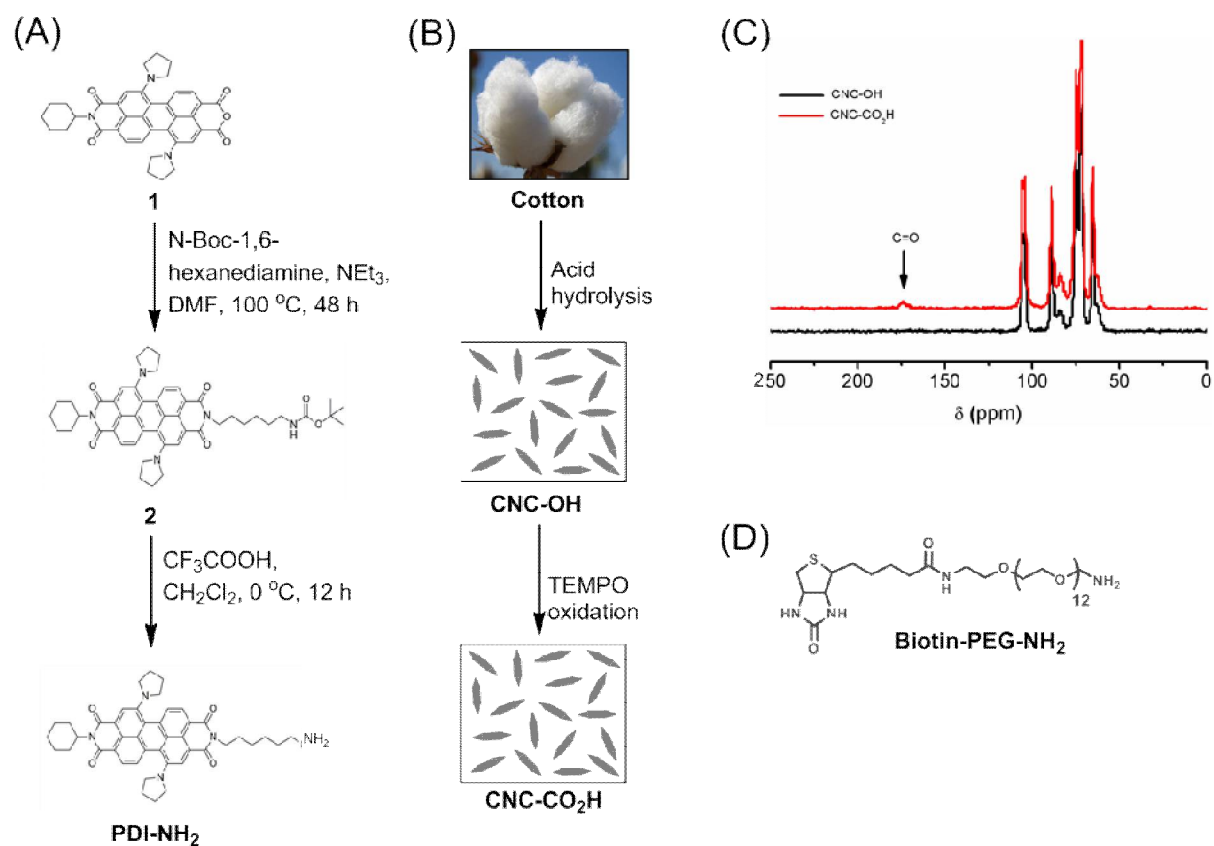 (A)
N
O
O
N
O
O
O
N
1
N-Boc-1,6-
hexanediamine, NEt3,
DMF, 100 °C, 48 h
N
O
O
N
N
O
O
N
H
O
O
N
2
CF3COOH,
CH2Cl2, 0 °C, 12 h
N
O
O
N
N
NH2
O
O
N
PDI-NH2
(B)
Cotton
Acid
hydrolysis
CNC-OH
TEMPO
oxidation
CNC-CO2H
(C)
CNC-OH
CNC-CO2H
C=O
250 200 150 100 50 0
δ (ppm)
(D)
S
O
N
H
O
O
12
NH2
HN
NH
O
Biotin-PEG-NH2